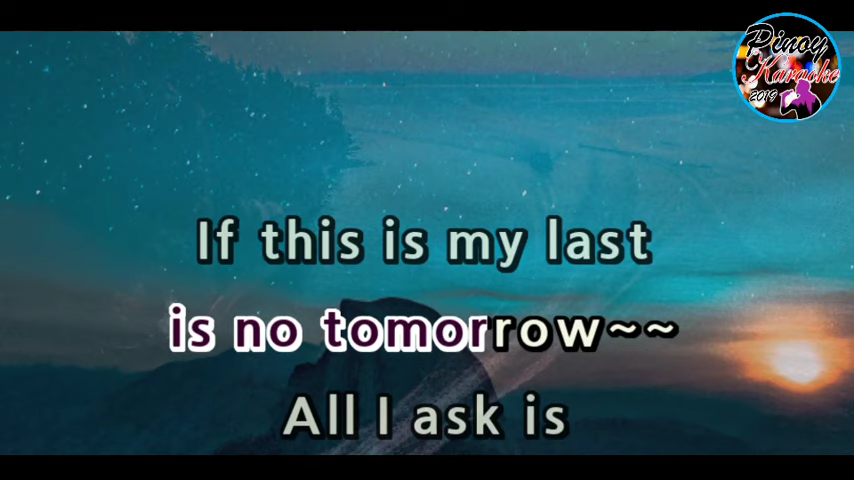 Pinoy
Karaoke
2019
If this is my last
is no tomorrow~~
All I ask is